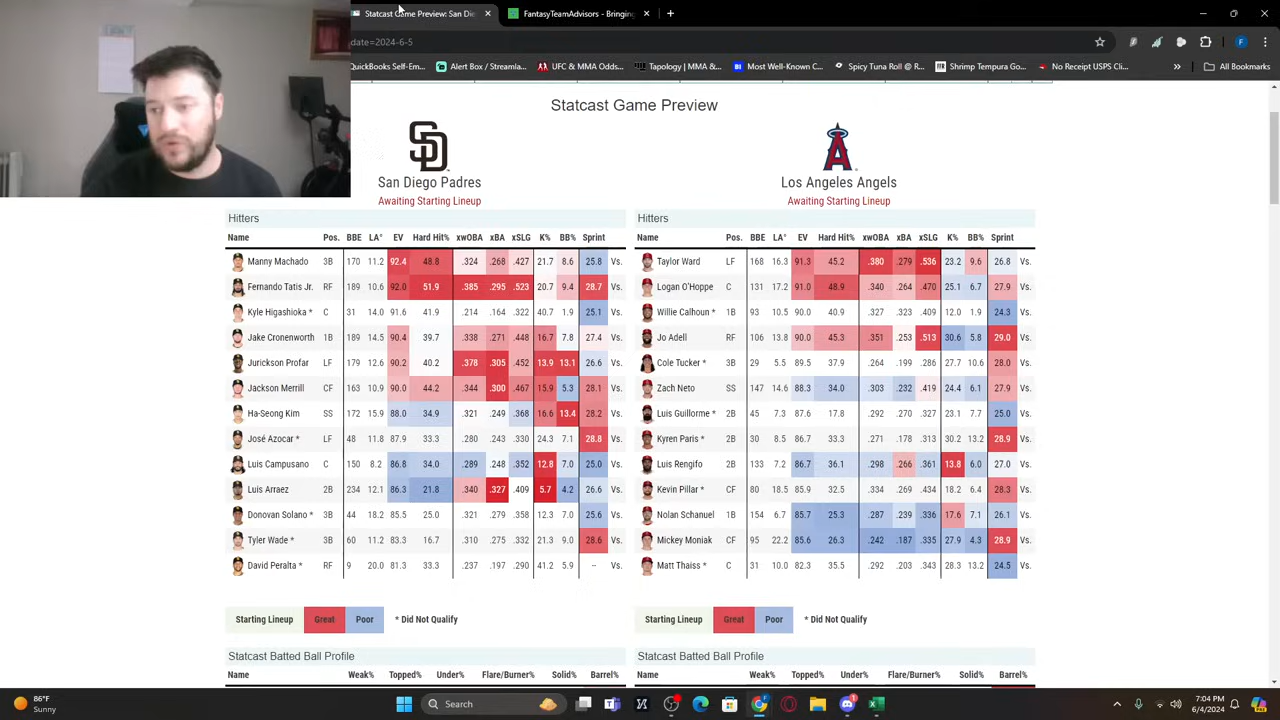 Statcast Game Preview: San Die
FantasyTeamAdvisors - Bringing
date=2024-6-5
QuickBooks Self-E...
Alert Box / Streamla...
UFC & MMA Odds...
Tapology | MMA &...
Most Well-Known C...
Spicy Tuna Roll @ R...
Shrimp Tempura Ro...
No Receipt USPS Cli...
Statcast Game Preview
San Diego Padres
Awaiting Starting Lineup
Hitters
Name Pos. BBE LA° EV Hard Hit% xwOBA xBA xSLG K% BB% Sprint
Manny Machado 3B 170 11.2 92.4 48.8 .324 .268 .427 21.7 8.6 25.8 Vs.
Fernando Tatis Jr. RF 189 10.6 92.0 51.9 .385 .295 .523 20.7 9.4 28.7 Vs.
Kyle Higashioka * C 31 14.0 91.6 41.9 .214 .164 .322 40.7 1.9 25.1 Vs.
Jake Cronenworth 1B 189 14.5 90.4 39.7 .338 .271 .448 16.7 7.8 27.4 Vs.
Jurickson Profar LF 179 12.6 90.2 40.2 .378 .305 .452 13.9 13.1 26.6 Vs.
Jackson Merrill CF 163 10.9 90.0 44.2 .344 .300 .467 15.9 5.3 28.1 Vs.
Ha-Seong Kim SS 172 15.9 88.0 34.9 .321 .249 .368 16.6 13.4 28.2 Vs.
José Azocar * LF 48 11.8 87.9 33.3 .280 .243 .330 24.3 7.1 28.8 Vs.
Luis Campusano C 150 8.2 86.8 34.0 .289 .248 .352 12.8 7.0 25.0 Vs.
Luis Arraez 2B 234 12.1 86.3 21.8 .340 .327 .409 5.7 4.2 26.6 Vs.
Donovan Solano * 3B 44 18.2 85.5 25.0 .321 .279 .358 12.3 7.0 25.6 Vs.
Tyler Wade * 3B 60 11.2 83.3 16.7 .310 .275 .332 21.3 9.0 28.6 Vs.
David Peralta * RF 9 20.0 81.3 33.3 .237 .197 .290 41.2 5.9 -- Vs.
Starting Lineup Great Poor * Did Not Qualify
Statcast Batted Ball Profile
Name Weak% Topped% Under% Flare/Burner% Solid% Barrel%
Los Angeles Angels
Awaiting Starting Lineup
Hitters
Name Pos. BBE LA° EV Hard Hit% xwOBA xBA xSLG K% BB% Sprint
Taylor Ward LF 168 16.3 91.3 45.2 .380 .279 .536 23.2 9.6 26.8 Vs.
Logan O'Hoppe C 131 17.2 91.0 48.9 .340 .264 .470 25.1 6.7 27.9 Vs.
Willie Calhoun * 1B 93 10.5 90.0 40.9 .327 .323 .409 12.0 1.9 24.3 Vs.
Jo Adell RF 106 13.8 90.0 45.3 .351 .253 .513 30.6 5.8 29.0 Vs.
Cole Tucker * 3B 29 5.5 89.5 37.9 .264 .199 .286 27.7 10.6 28.0 Vs.
Zach Neto SS 147 14.6 88.3 34.0 .303 .232 .419 24.4 6.1 27.9 Vs.
Luis Guillorme * 2B 45 7.3 87.6 17.8 .292 .270 .327 23.1 7.7 25.0 Vs.
Kyren Paris * 2B 30 8.5 86.7 33.3 .271 .178 .313 30.2 13.2 28.9 Vs.
Luis Rengifo 2B 133 7.2 86.7 36.1 .298 .266 .361 13.8 6.0 27.0 Vs.
Kevin Pillar * CF 80 18.5 85.9 32.5 .334 .269 .434 18.2 6.4 28.3 Vs.
Nolan Schanuel 1B 154 6.7 85.7 25.3 .287 .239 .336 17.6 7.1 26.1 Vs.
Mickey Moniak CF 95 22.2 85.6 26.3 .242 .187 .335 27.9 4.3 28.9 Vs.
Matt Thaiss * C 31 10.0 82.3 35.5 .292 .203 .343 28.3 13.2 24.5 Vs.
Starting Lineup Great Poor * Did Not Qualify
Statcast Batted Ball Profile
Name Weak% Topped% Under% Flare/Burner% Solid% Barrel%
86°F
Sunny
Search
7:04 PM
6/4/2024